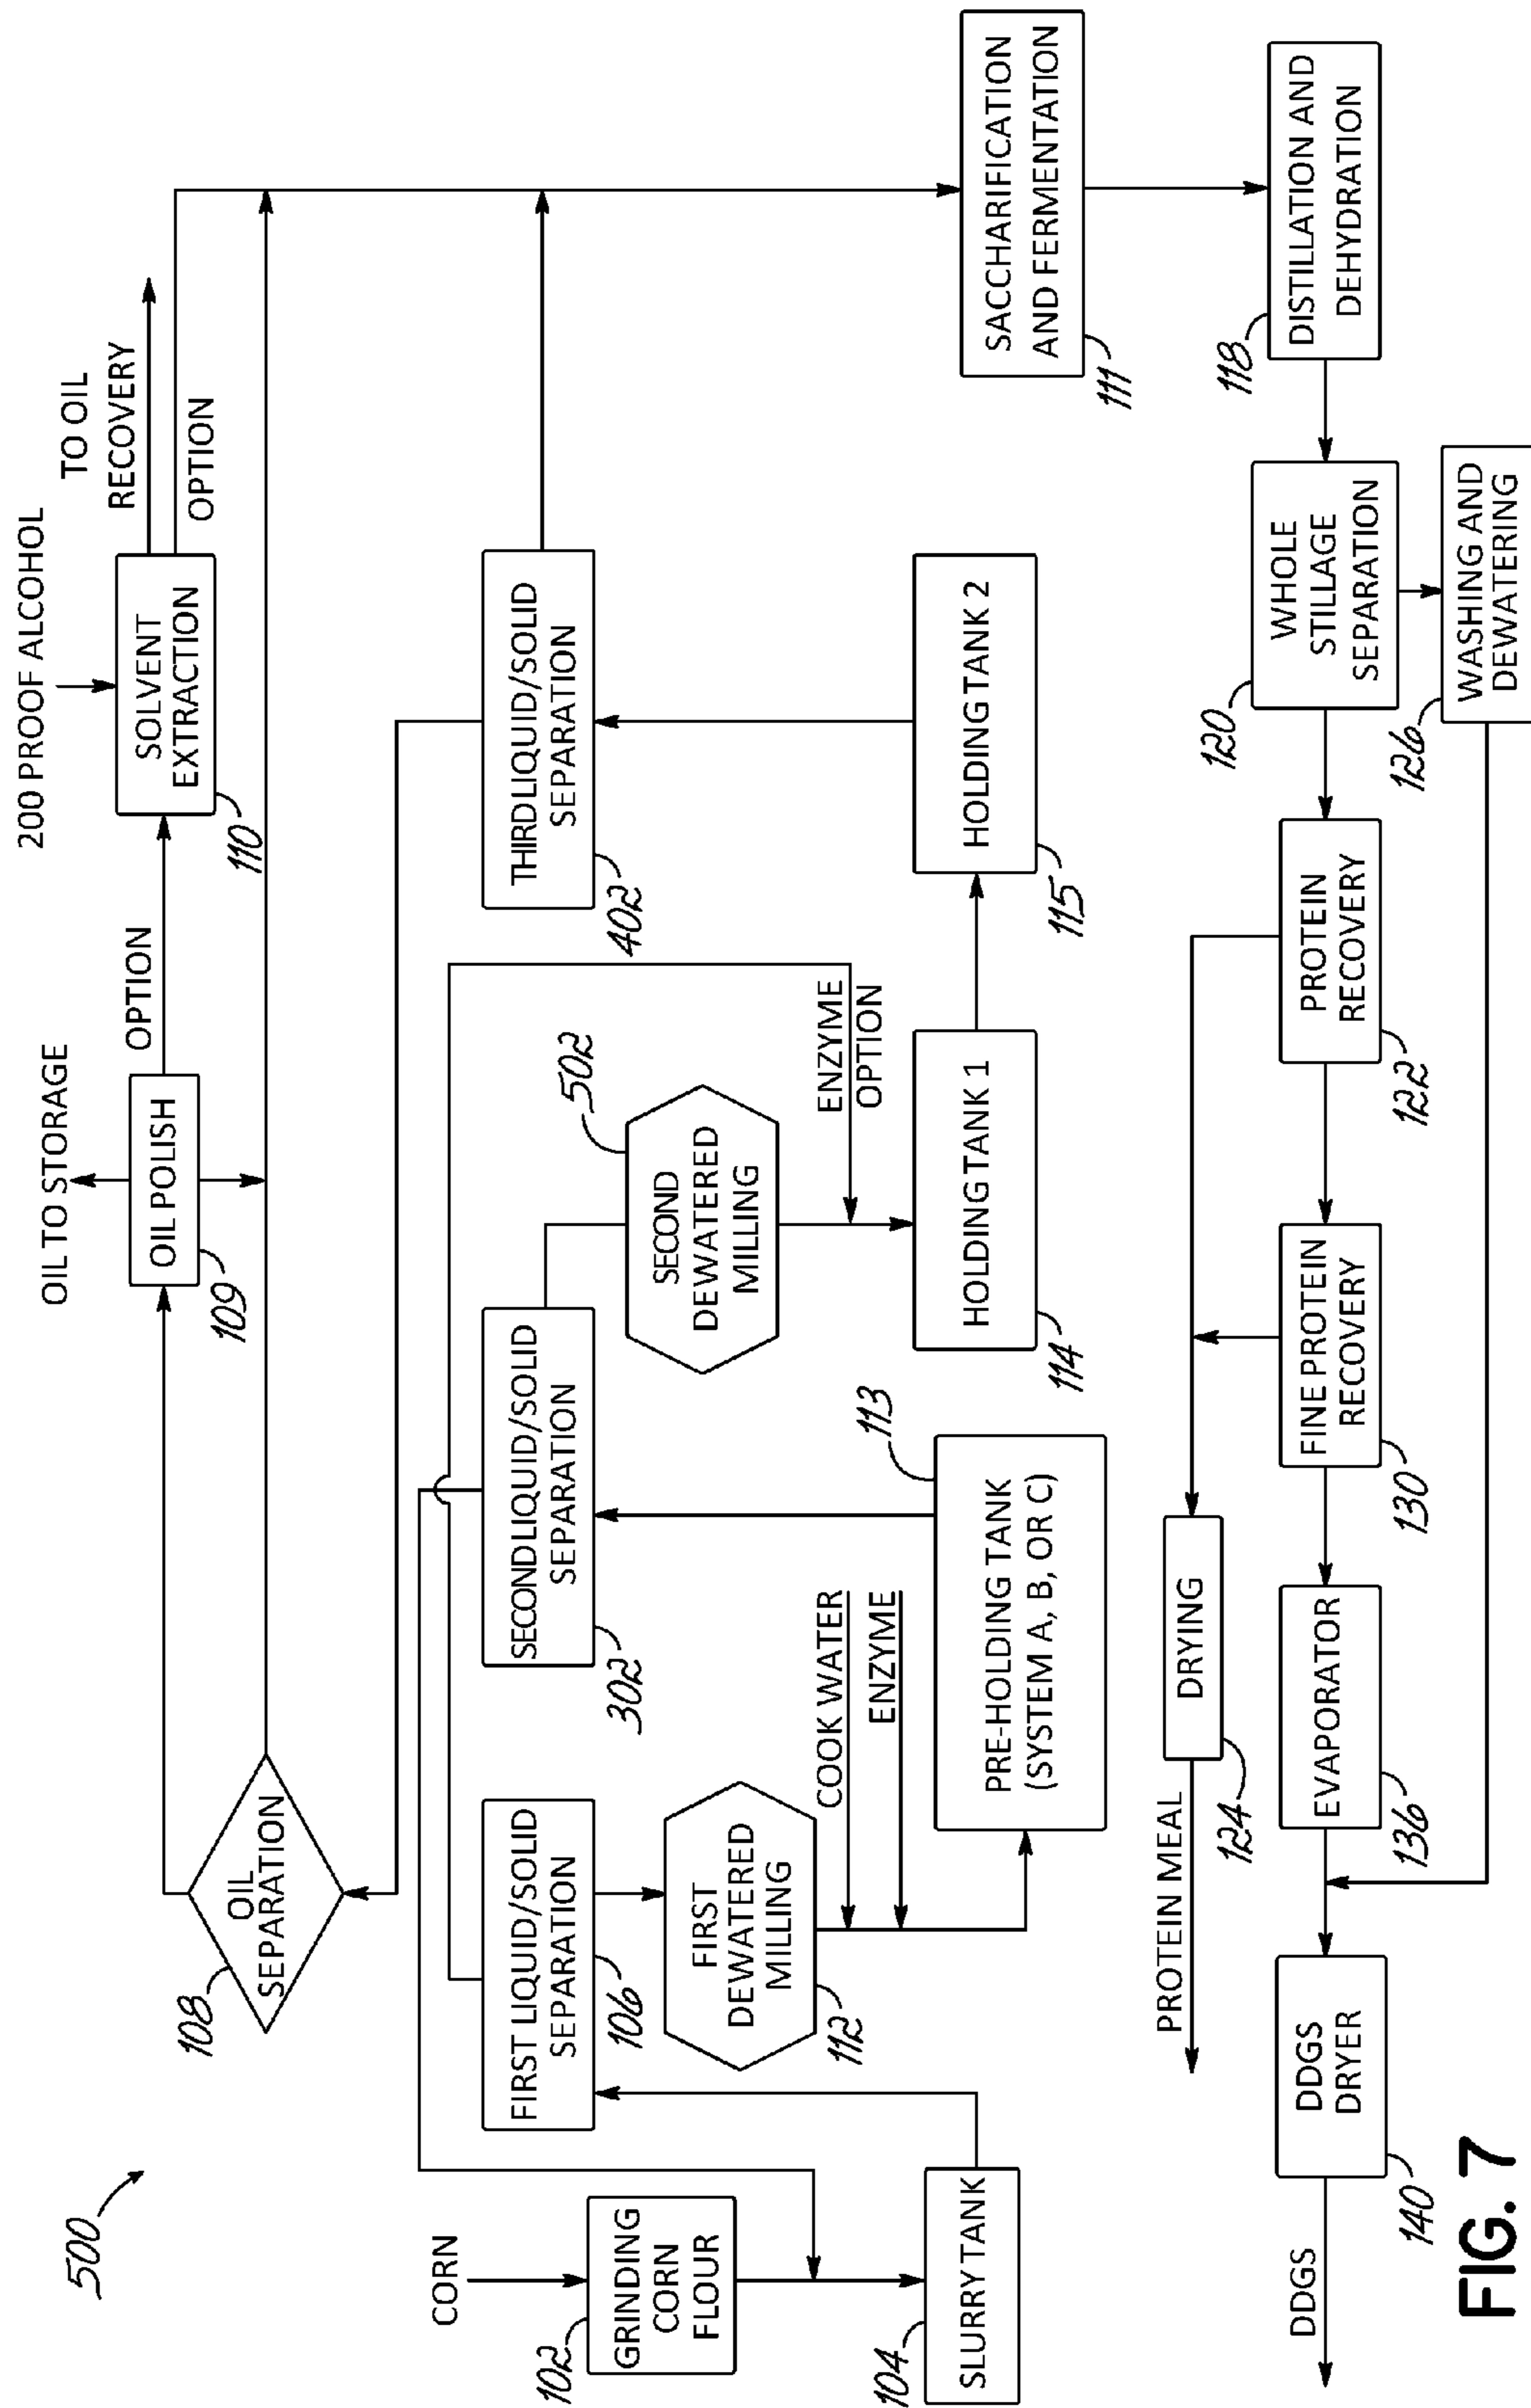 500
CORN
GRINDING
CORN
FLOUR
102
SLURRY TANK
104
FIRST LIQUID/SOLID
SEPARATION
106
FIRST
DEWATERED
MILLING
112
COOK WATER
ENZYME
PRE-HOLDING TANK
(SYSTEM A, B, OR C)
113
SECOND LIQUID/SOLID
SEPARATION
302
SECOND
DEWATERED
MILLING
502
ENZYME
OPTION
HOLDING TANK 1
114
HOLDING TANK 2
115
THIRD LIQUID/SOLID
SEPARATION
402
OIL
SEPARATION
108
OIL TO STORAGE
OIL POLISH
109
OPTION
200 PROOF ALCOHOL
SOLVENT
EXTRACTION
110
TO OIL
RECOVERY
OPTION
SACCHARIFICATION
AND FERMENTATION
111
DISTILLATION AND
DEHYDRATION
118
WHOLE
STILLAGE
SEPARATION
120
WASHING AND
DEWATERING
126
PROTEIN
RECOVERY
122
FINE PROTEIN
RECOVERY
130
DRYING
124
PROTEIN MEAL
EVAPORATOR
136
DDGS
DRYER
140
DDGS
FIG. 7